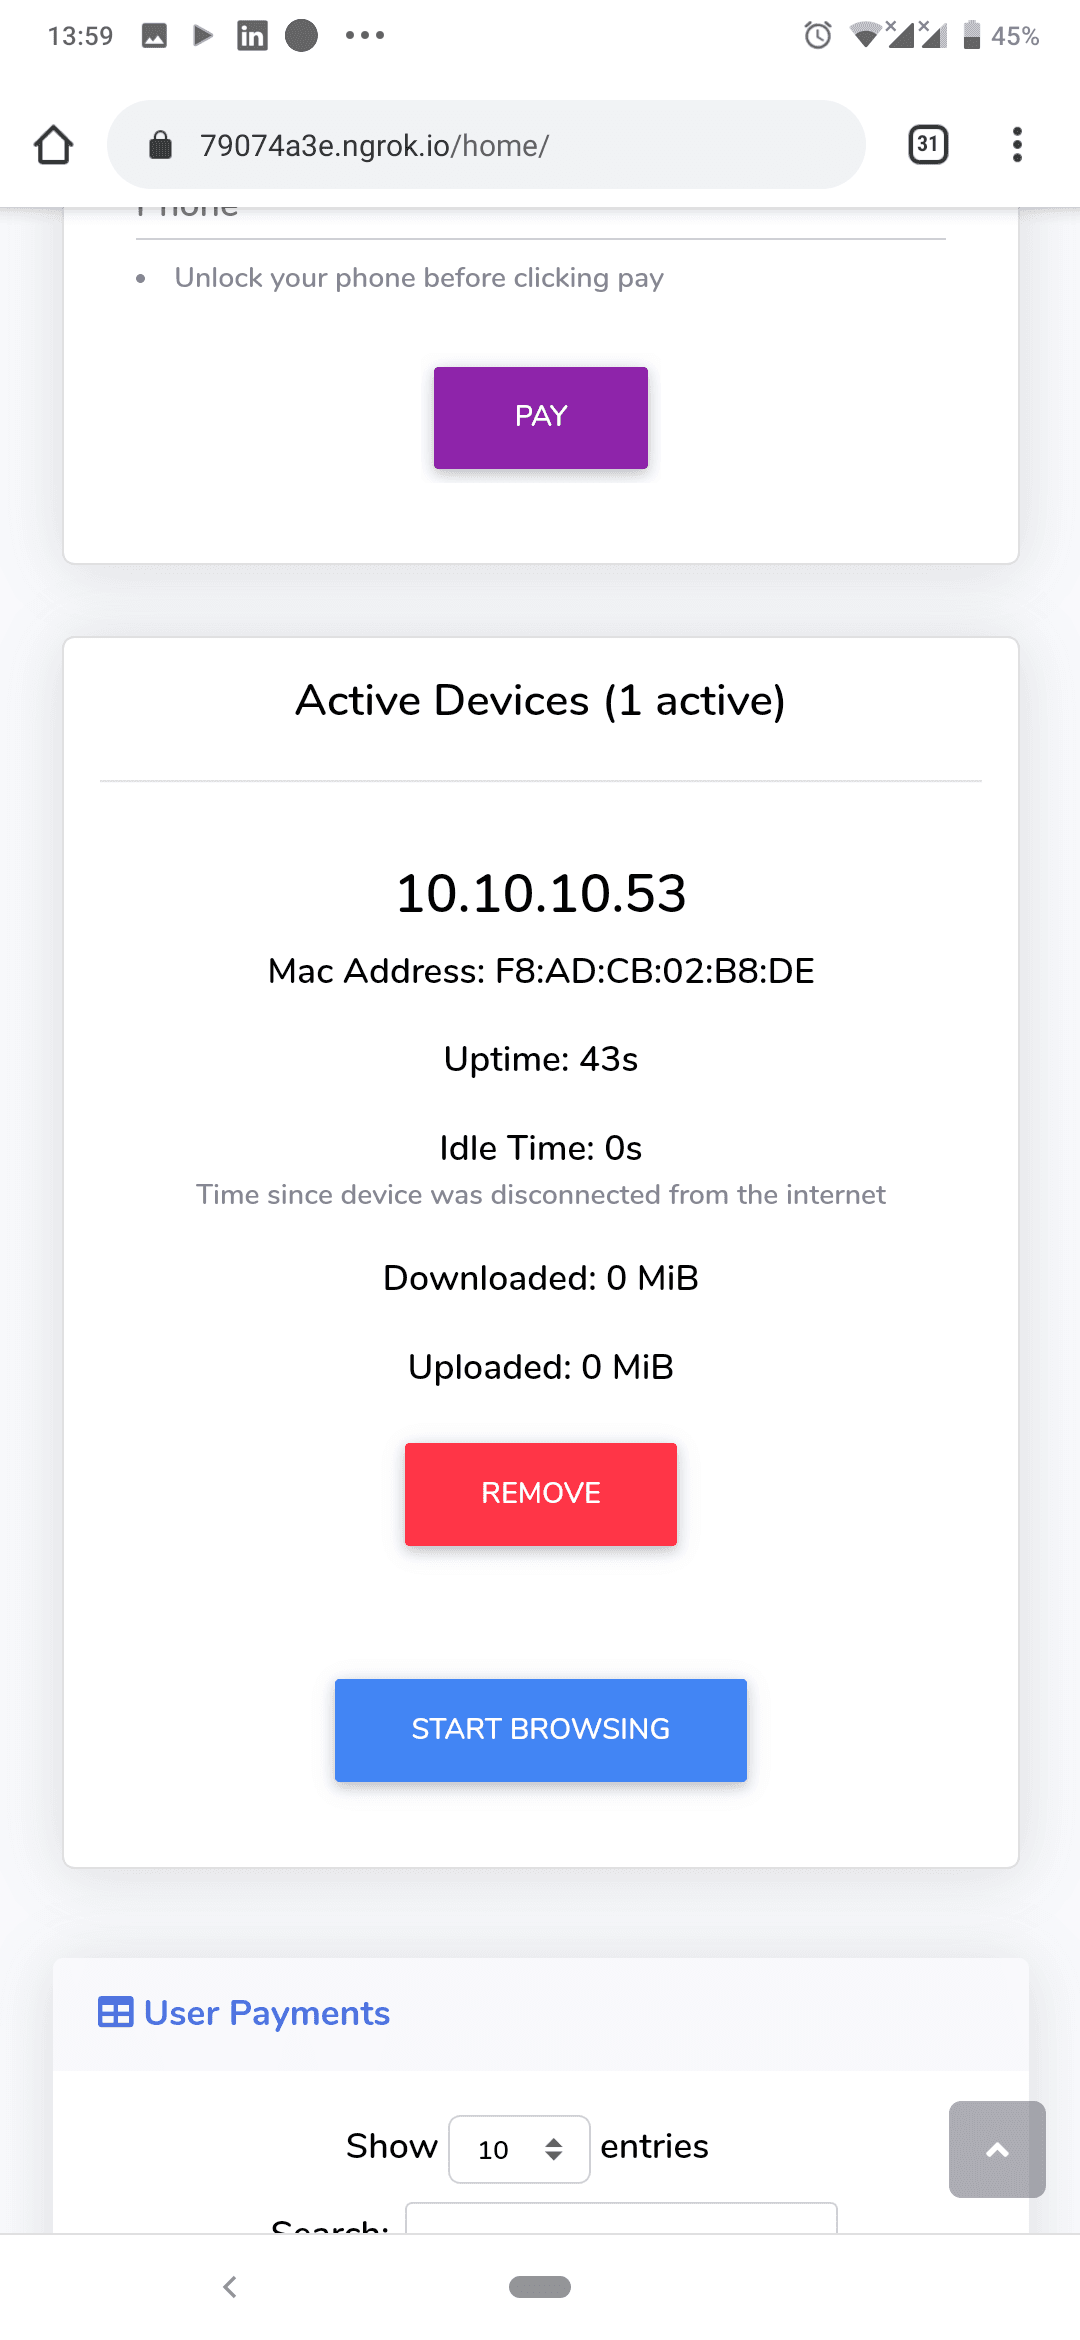 13:59
in
45%
79074a3e.ngrok.io/home/
31
Phone
Unlock your phone before clicking pay
PAY
Active Devices (1 active)
10.10.10.53
Mac Address: F8:AD:CB:02:B8:DE
Uptime: 43s
Idle Time: 0s
Time since device was disconnected from the internet
Downloaded: 0 MiB
Uploaded: 0 MiB
REMOVE
START BROWSING
User Payments
Show 10 entries
Search: